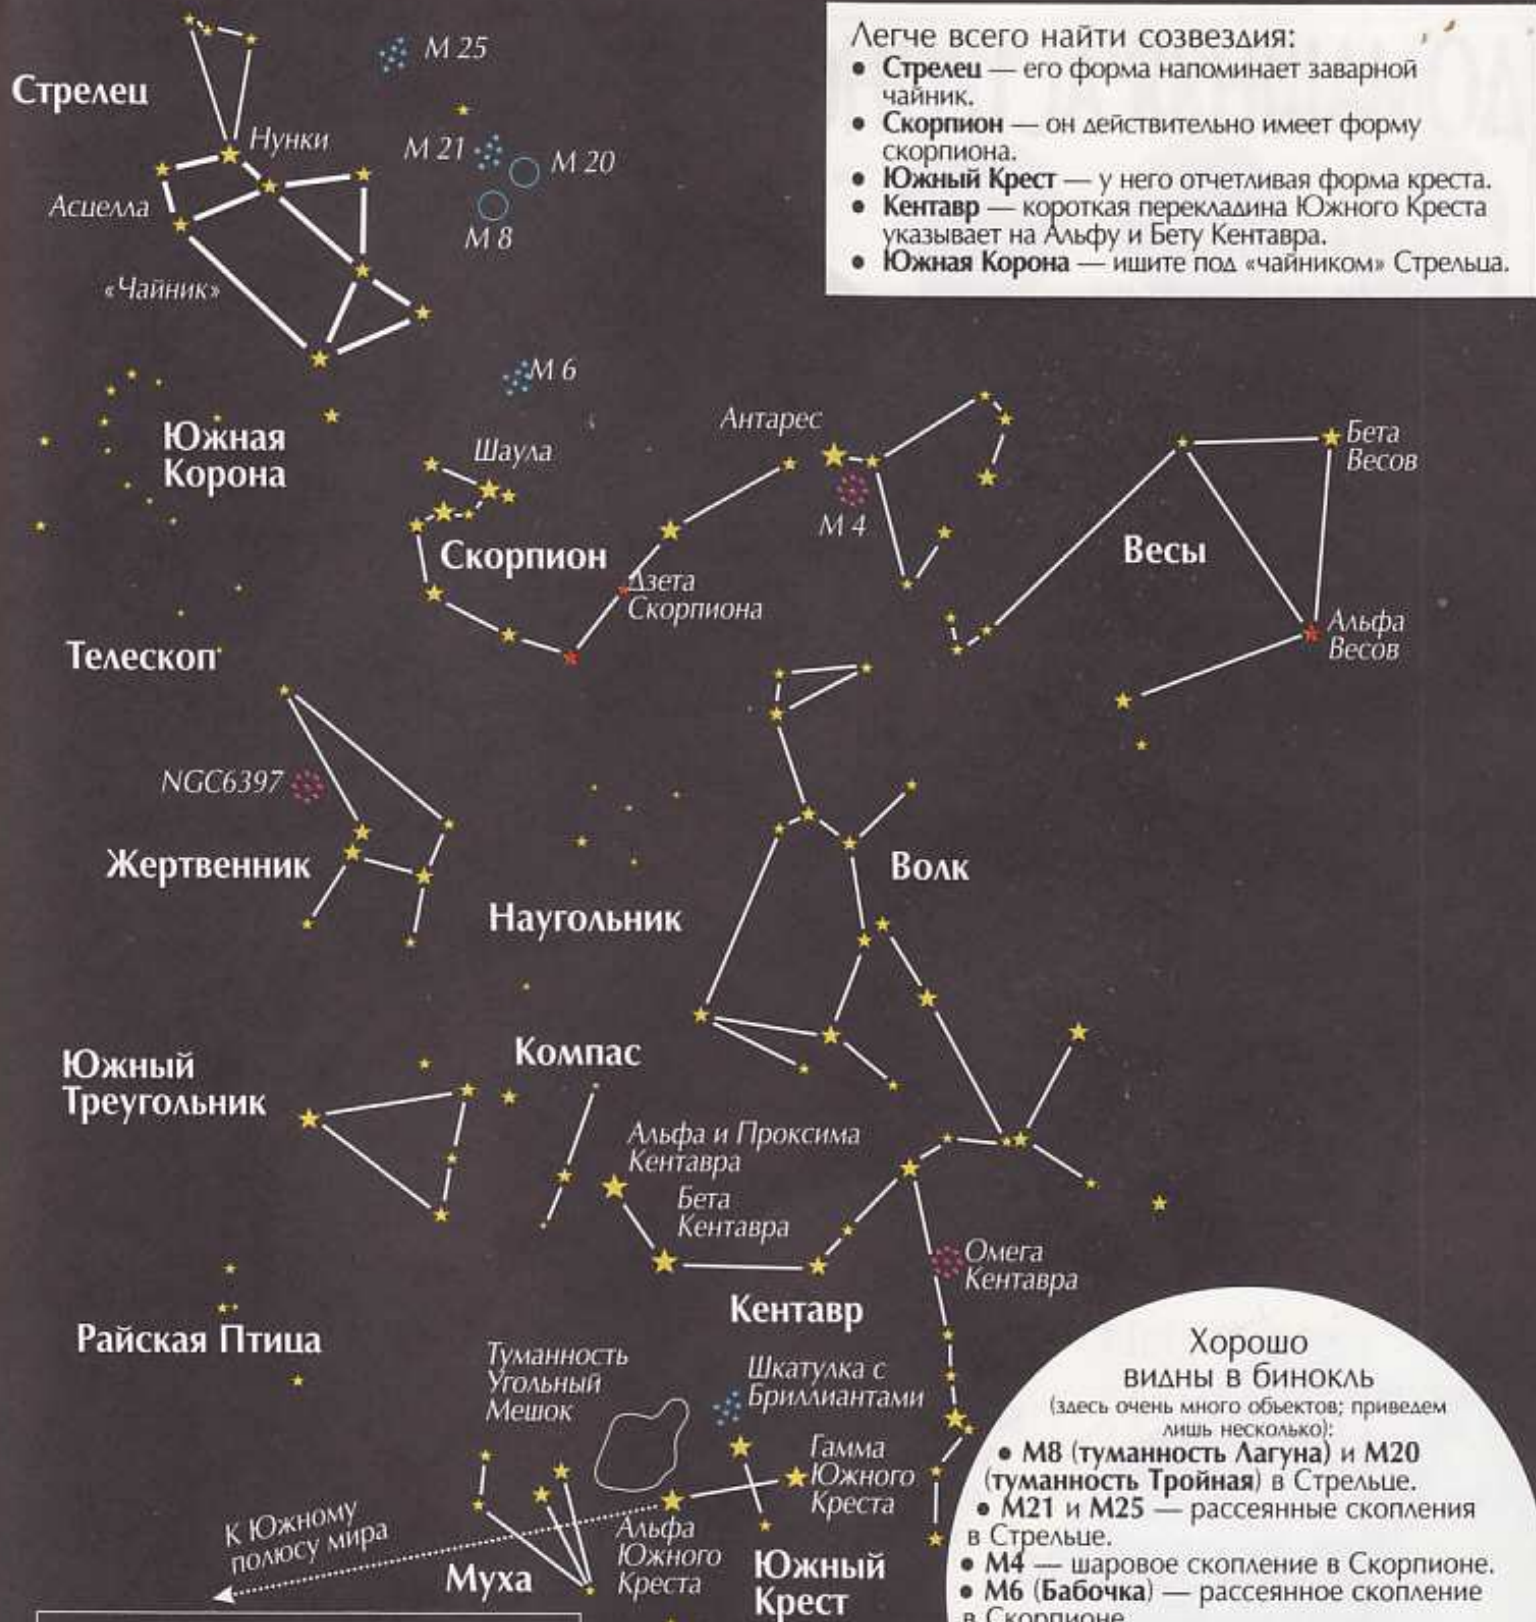 Легче всего найти созвездия:
• Стрелец — его форма напоминает заварной
чайник.
• Скорпион — он действительно имеет форму
скорпиона.
• Южный Крест — у него отчетливая форма креста.
• Кентавр — короткая перекладина Южного Креста
указывает на Альфу и Бету Кентавра.
• Южная Корона — ишите под «чайником» Стрельца.
М 25
Стрелец
Нунки
М 21
М 20
Асцелла
М 8
«Чайник»
М 6
Южная
Корона
Шаула
Антарес
М 4
Бета
Весов
Скорпион
Весы
Дзета
Скорпиона
Альфа
Весов
Телескоп
NGC6397
Жертвенник
Волк
Наугольник
Компас
Южный
Треугольник
Альфа и Проксима
Кентавра
Бета
Кентавра
Омега
Кентавра
Кентавр
Райская Птица
Туманность
Угольный
Мешок
Шкатулка с
Бриллиантами
Гамма
Южного
Креста
К Южному
полюсу мира
Альфа
Южного
Креста
Муха
Южный
Крест
Хорошо
видны в бинокль
(здесь очень много объектов; приведем
лишь несколько):
• М8 (туманность Лагуна) и М20
(туманность Тройная) в Стрельце.
• М21 и М25 — рассеянные скопления
в Стрельце.
• М4 — шаровое скопление в Скорпионе.
• М6 (Бабочка) — рассеянное скопление
в Скорпионе